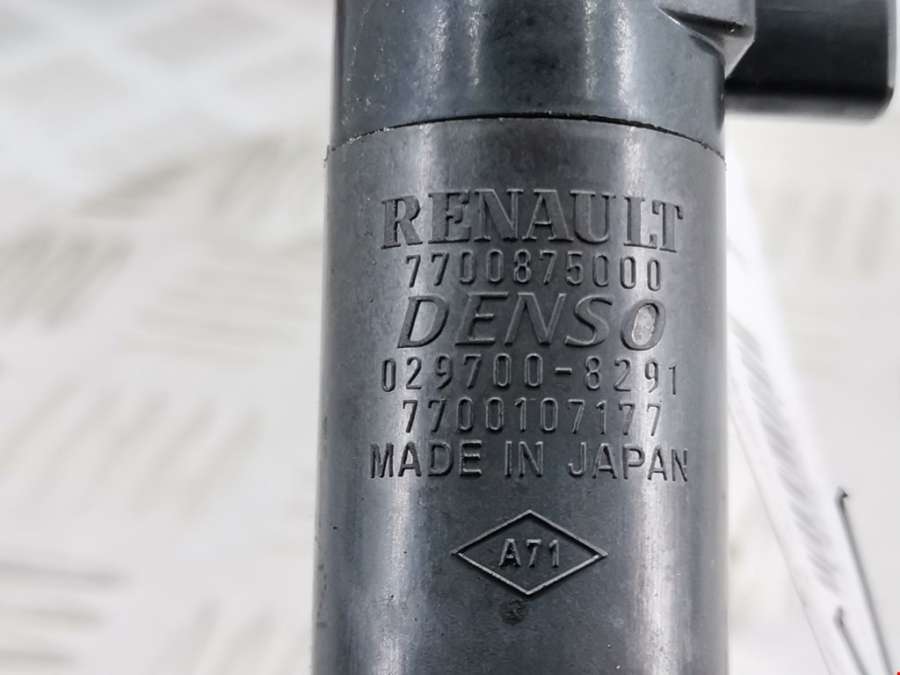 RENAULT
7700875000
DENSO
029700-8291
7700107177
MADE IN JAPAN
A71